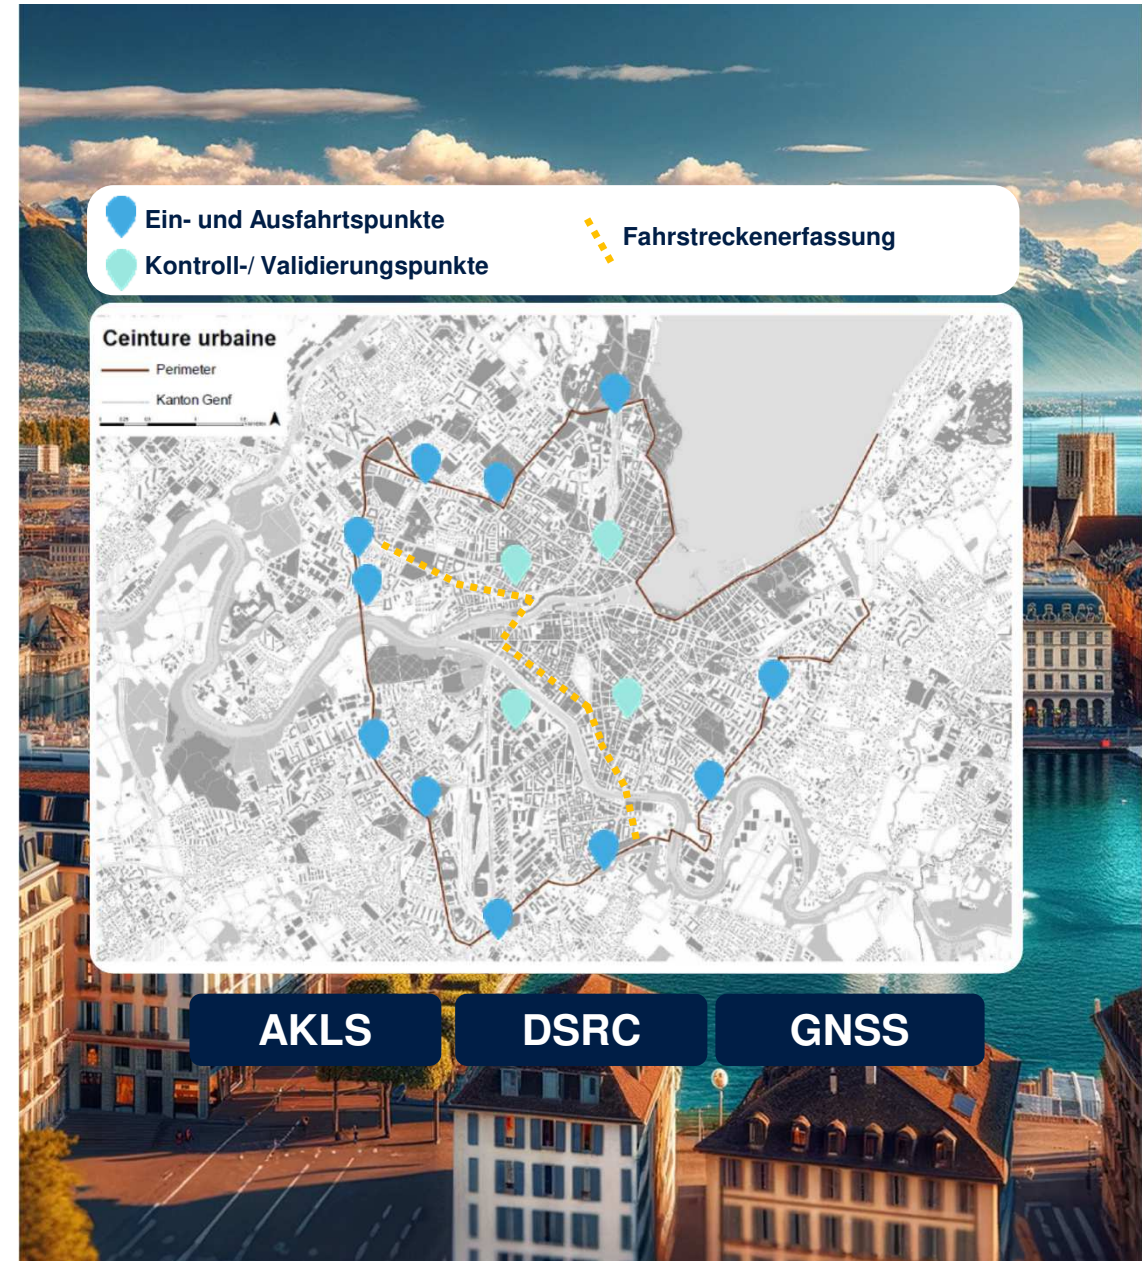 Ein- und Ausfahrtspunkte
Kontroll-/ Validierungspunkte
Fahrstreckenerfassung
Ceinture urbaine
Perimeter
Kanton Genf
AKLS
DSRC
GNSS